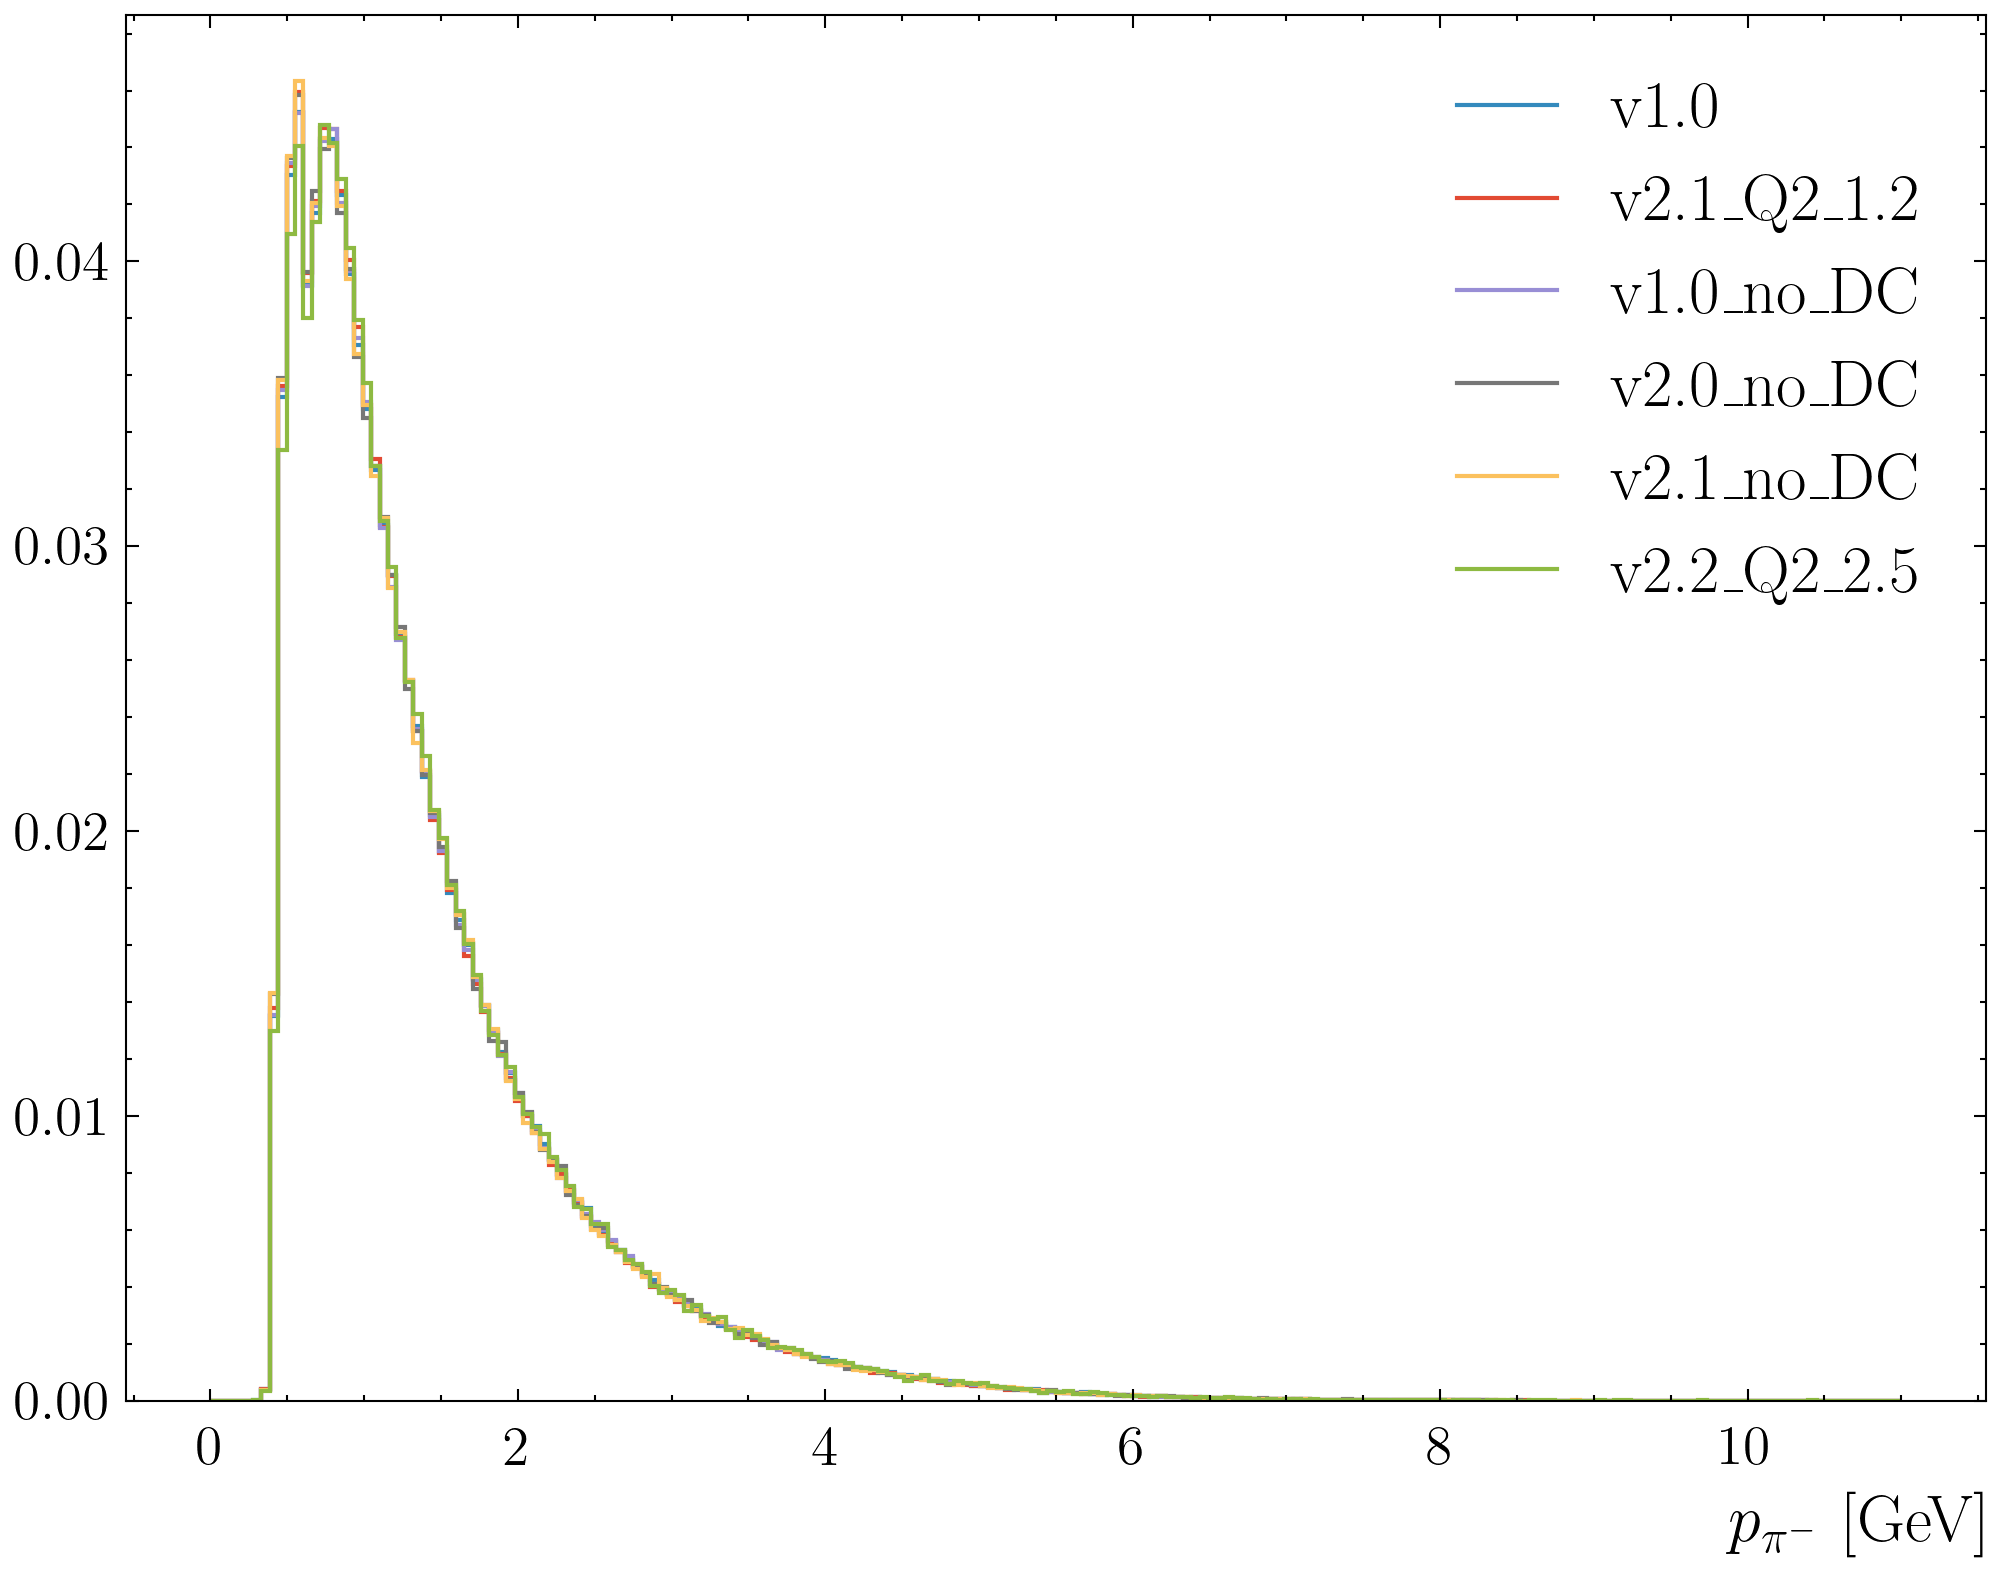 v1.0
v2.1_Q2_1.2
v1.0_no_DC
v2.0_no_DC
v2.1_no_DC
v2.2_Q2_2.5
0.04
0.03
0.02
0.01
0.00
0 2 4 6 8 10
p_{π^-} [GeV]